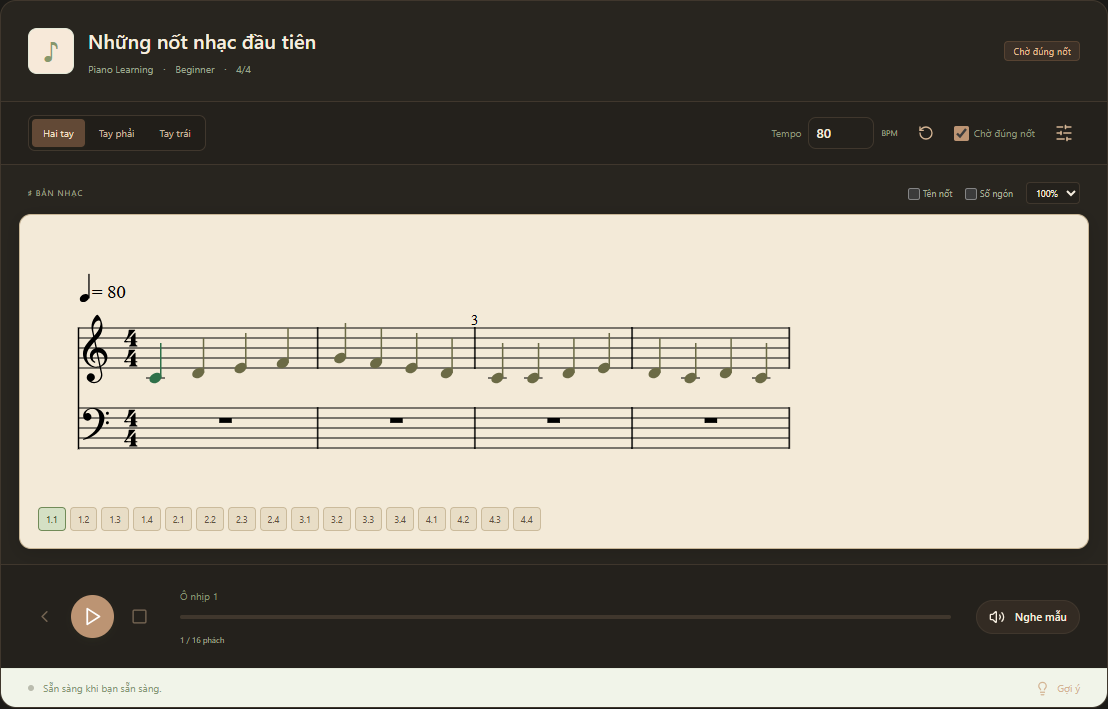 Những nốt nhạc đầu tiên
Piano Learning · Beginner · 4/4
Chờ đúng nốt
Hai tay Tay phải Tay trái
Tempo 80 BPM Chờ đúng nốt
♯ BẢN NHẠC
Tên nốt Số ngón 100%
= 80
3
4 4
4 4
1.1 1.2 1.3 1.4 2.1 2.2 2.3 2.4 3.1 3.2 3.3 3.4 4.1 4.2 4.3 4.4
Ô nhịp 1
1 / 16 phách
Nghe mẫu
Sẵn sàng khi bạn sẵn sàng.
Gợi ý